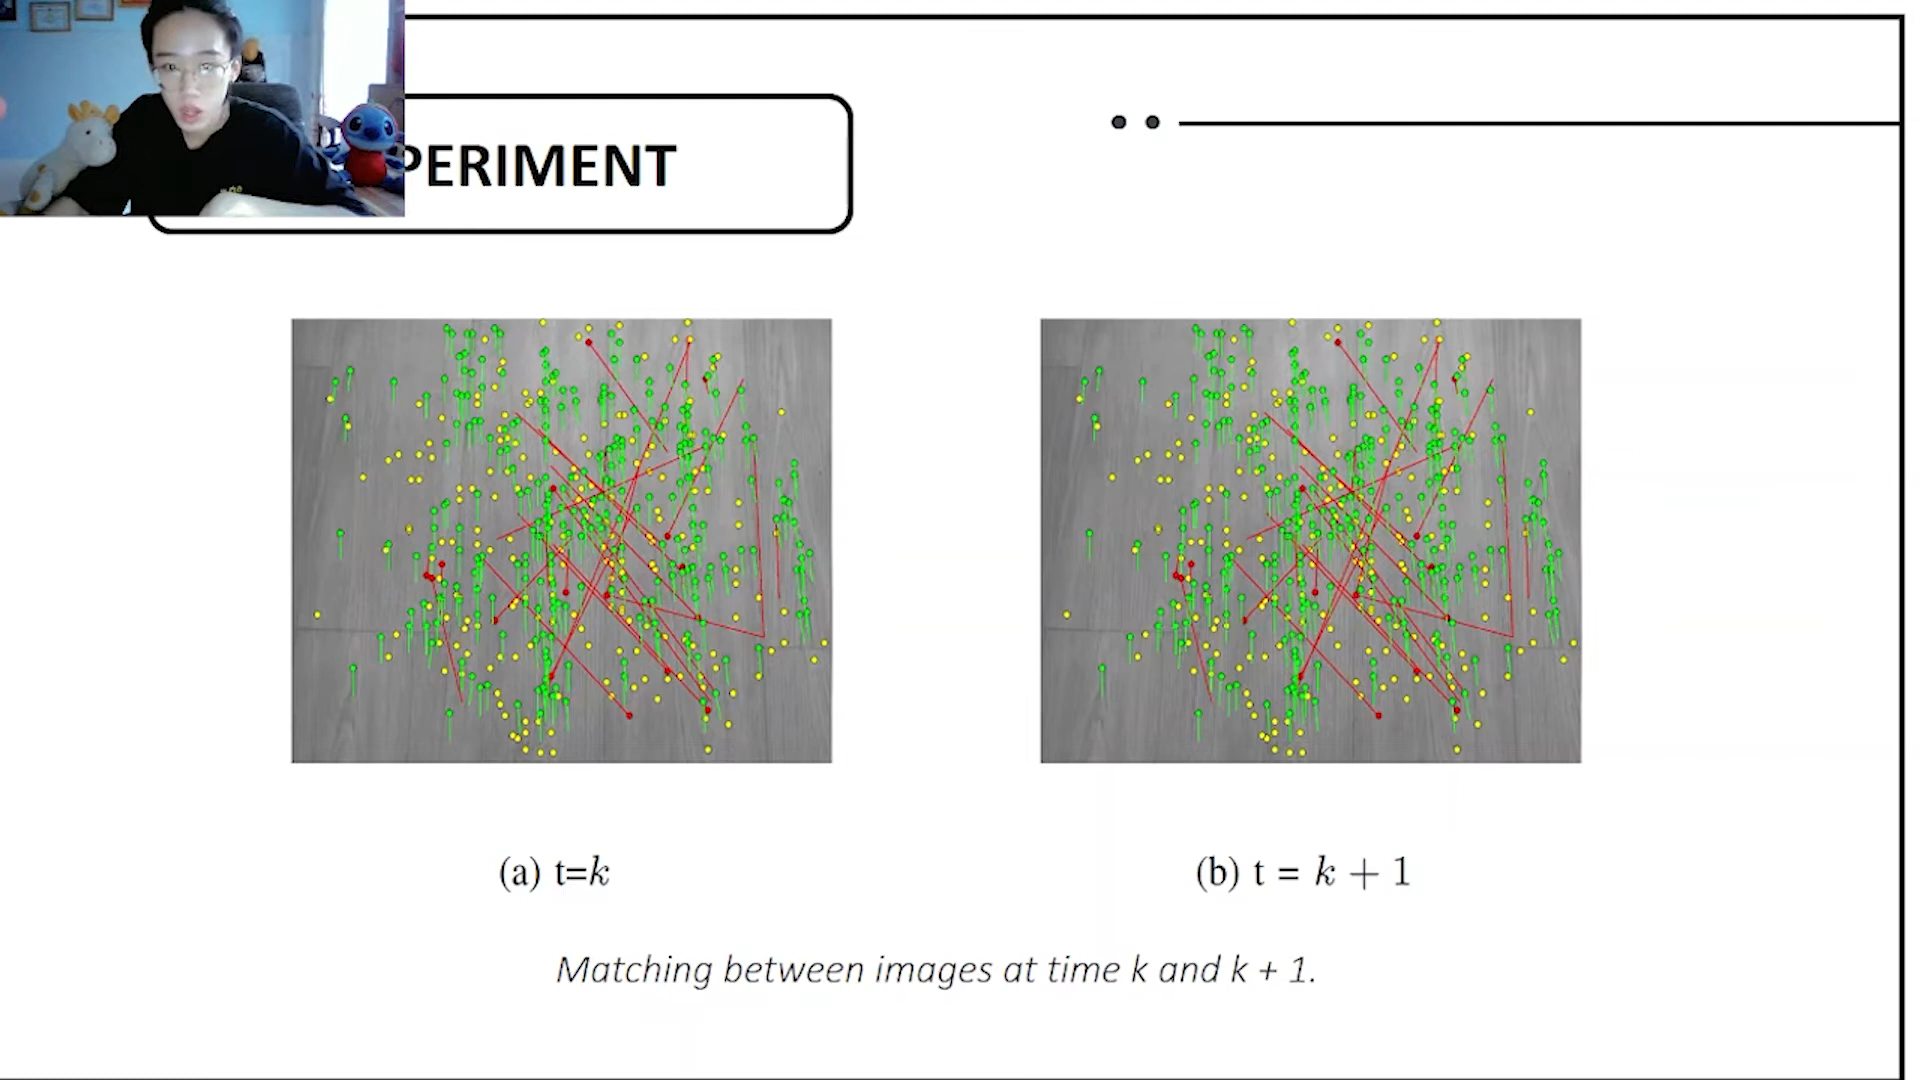 PERIMENT
(a) t=k
(b) t = k + 1
Matching between images at time k and k + 1.